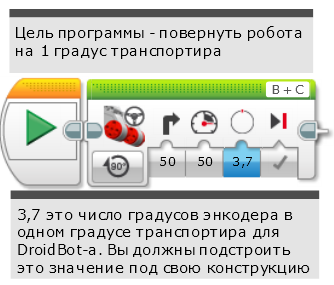 Цель программы - повернуть робота
на 1 градус транспортира
B + C
90°
50 50 3,7
3,7 это число градусов энкодера в
одном градусе транспортира для
DroidBot-а. Вы должны подстроить
это значение под свою конструкцию